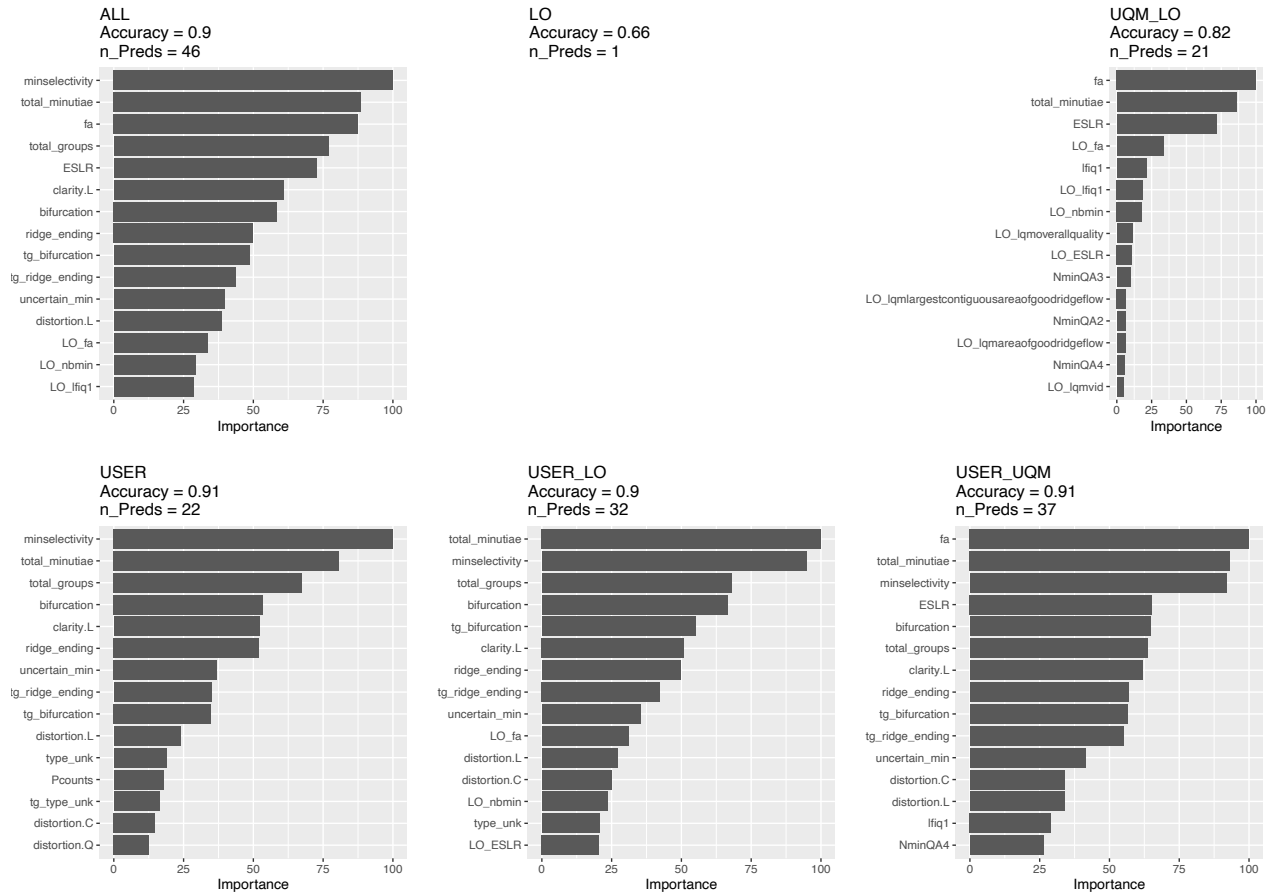 ALL
Accuracy = 0.9
n_Preds = 46
minselectivity
total_minutiae
fa
total_groups
ESLR
clarity.L
bifurcation
ridge_ending
tg_bifurcation
tg_ridge_ending
uncertain_min
distortion.L
LO_fa
LO_nbmin
LO_lfiq1
0 25 50 75 100
Importance
LO
Accuracy = 0.66
n_Preds = 1
UQM_LO
Accuracy = 0.82
n_Preds = 21
fa
total_minutiae
ESLR
LO_fa
lfiq1
LO_lfiq1
LO_nbmin
LO_lqmoverallquality
LO_ESLR
NminQA3
LO_lqmlargestcontiguousareaofgoodridgeflow
NminQA2
LO_lqmareaofgoodridgeflow
NminQA4
LO_lqmvid
0 25 50 75 100
Importance
USER
Accuracy = 0.91
n_Preds = 22
minselectivity
total_minutiae
total_groups
bifurcation
clarity.L
ridge_ending
uncertain_min
tg_ridge_ending
tg_bifurcation
distortion.L
type_unk
Pcounts
tg_type_unk
distortion.C
distortion.Q
0 25 50 75 100
Importance
USER_LO
Accuracy = 0.9
n_Preds = 32
total_minutiae
minselectivity
total_groups
bifurcation
tg_bifurcation
clarity.L
ridge_ending
tg_ridge_ending
uncertain_min
LO_fa
distortion.L
distortion.C
LO_nbmin
type_unk
LO_ESLR
0 25 50 75 100
Importance
USER_UQM
Accuracy = 0.91
n_Preds = 37
fa
total_minutiae
minselectivity
ESLR
bifurcation
total_groups
clarity.L
ridge_ending
tg_bifurcation
tg_ridge_ending
uncertain_min
distortion.C
distortion.L
lfiq1
NminQA4
0 25 50 75 100
Importance